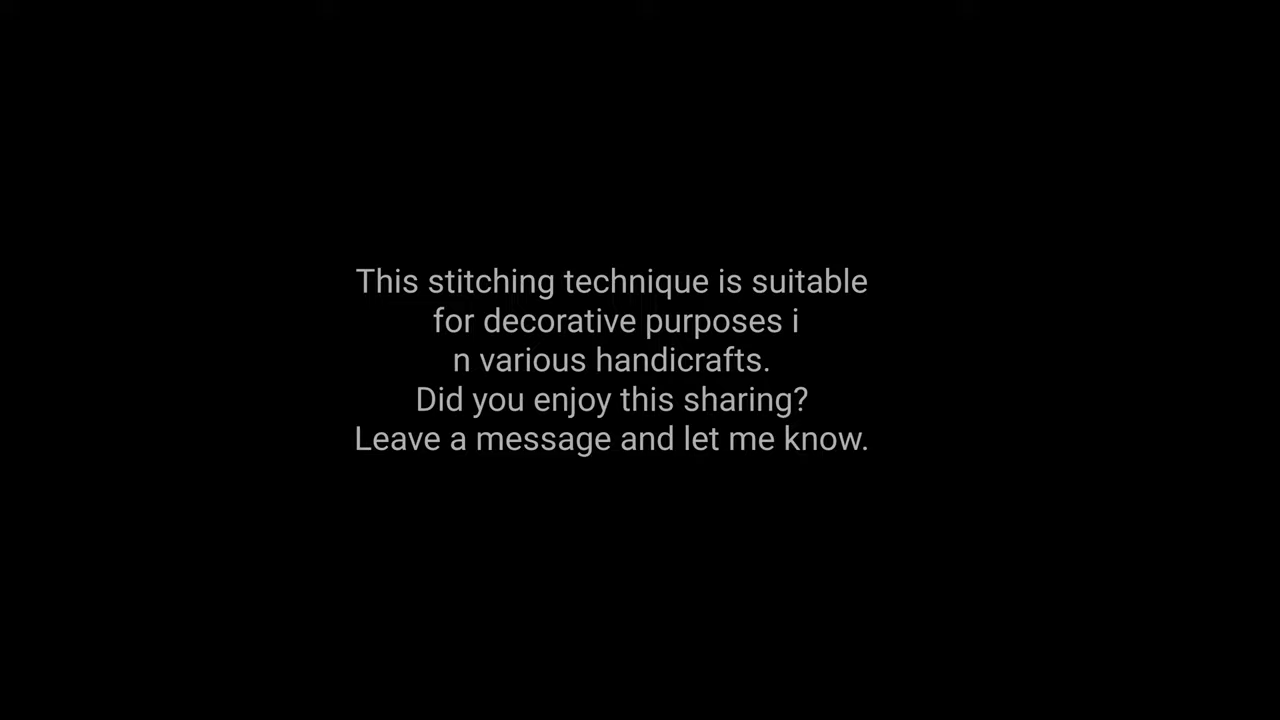 This stitching technique is suitable
for decorative purposes i
n various handicrafts.
Did you enjoy this sharing?
Leave a message and let me know.